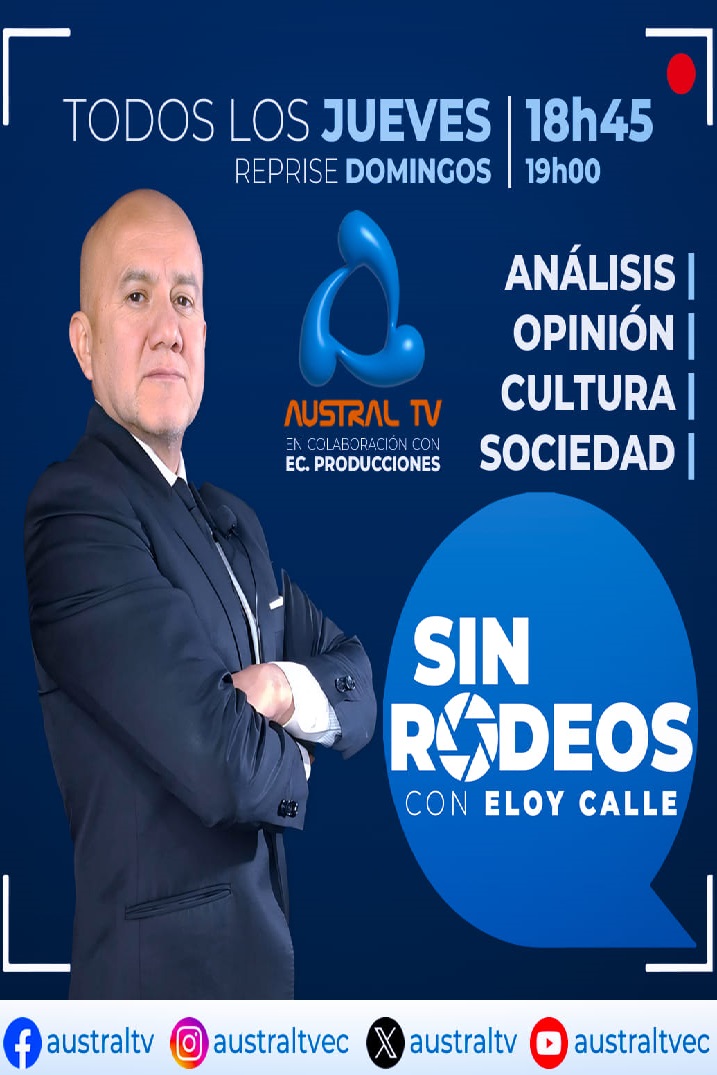 TODOS LOS JUEVES | 18h45
REPRISE DOMINGOS | 19h00
ANÁLISIS |
OPINIÓN |
CULTURA |
SOCIEDAD |
AUSTRAL TV
EN COLABORACIÓN CON
EC. PRODUCCIONES
SIN
RODEOS
CON ELOY CALLE
australtv australtvec australtv australtvec